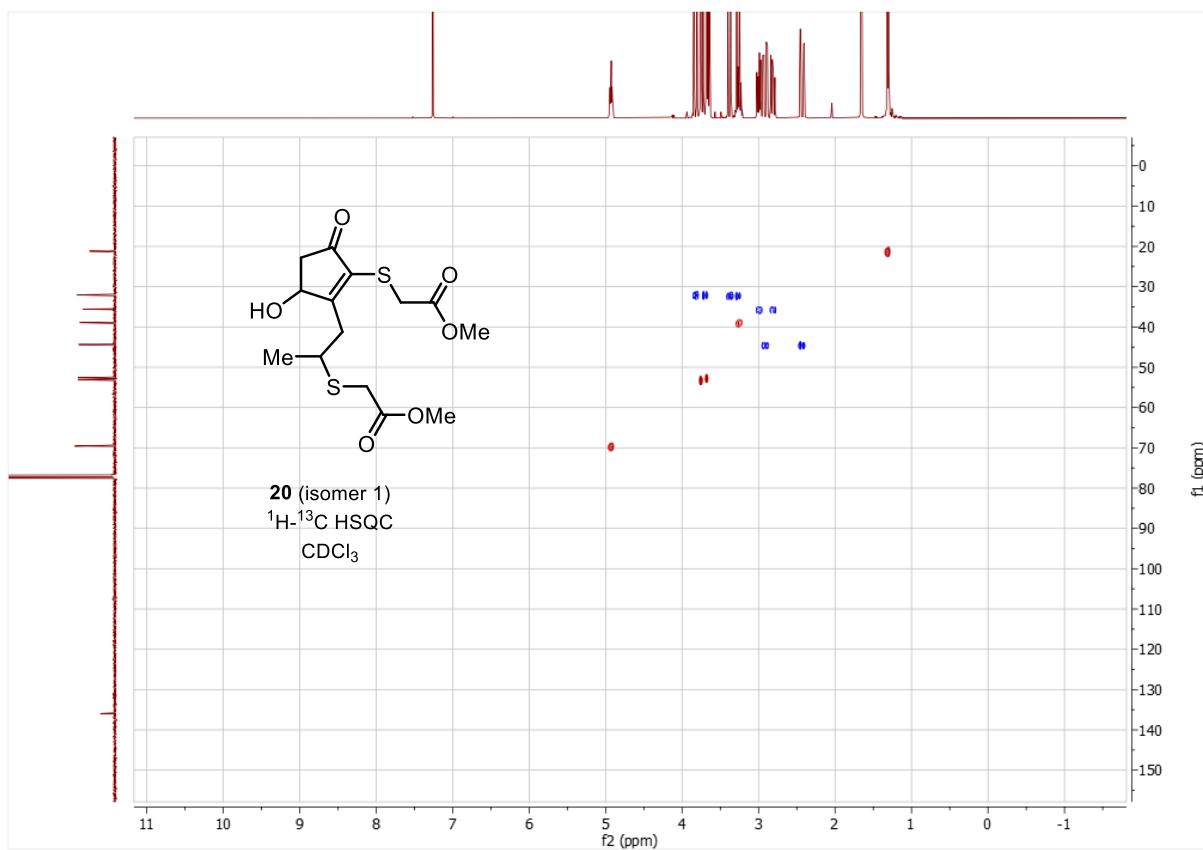 O
S
O
HO
OMe
Me
S
OMe
O
20 (isomer 1)
¹H-¹³C HSQC
CDCl₃
0
10
20
30
40
50
60
70
80
90
100
110
120
130
140
150
f1 (ppm)
11 10 9 8 7 6 5 4 3 2 1 0 -1
f2 (ppm)